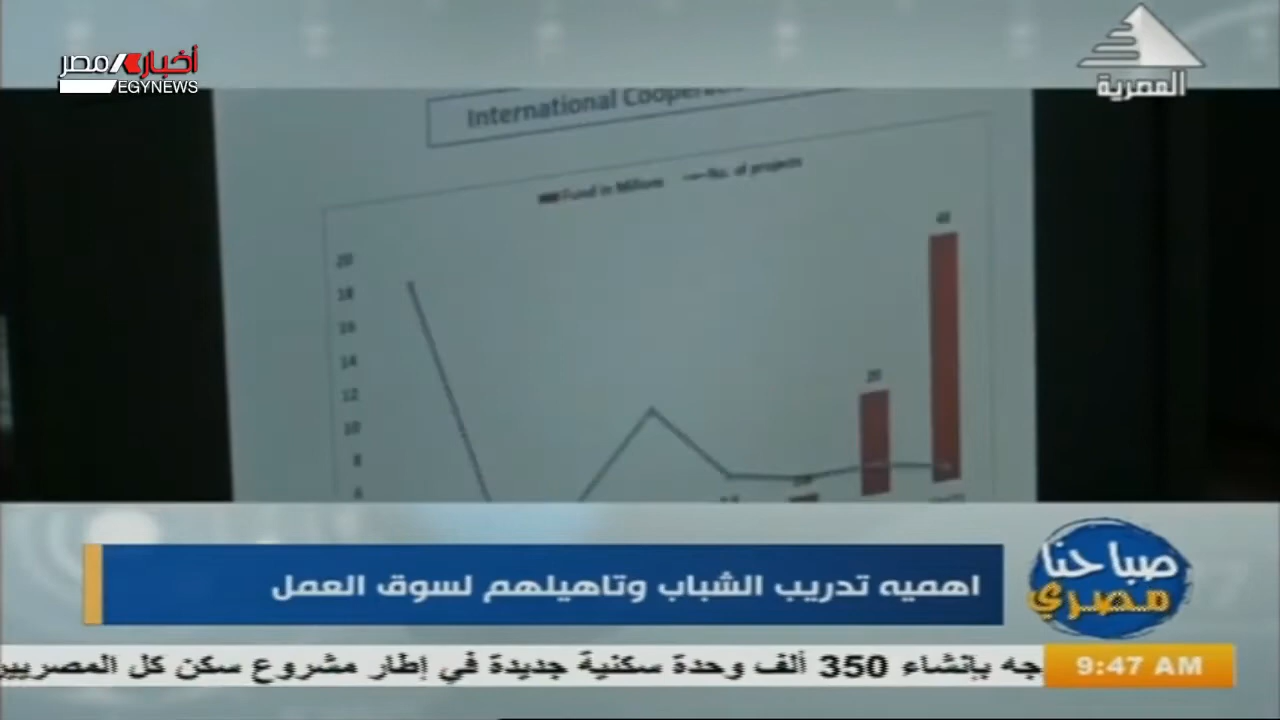 أخبار/مصر
EGYNEWS
المصرية
International
Fund in Millions
No. of projects
40
20
20
18
16
14
12
10
8
اهميه تدريب الشباب وتاهيلهم لسوق العمل
صباحنا
مصري
جه بإنشاء 350 ألف وحدة سكنية جديدة في إطار مشروع سكن كل المصريين
9:47 AM